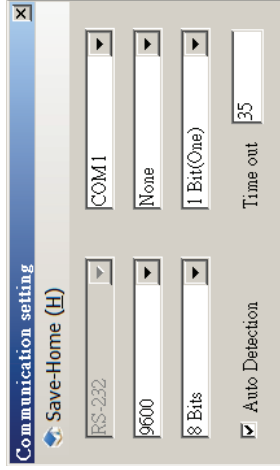 Communication setting
Save-Home (H)
RS-232 COM1
9600 None
8 Bits 1 Bit(One)
Auto Detection Time out 35